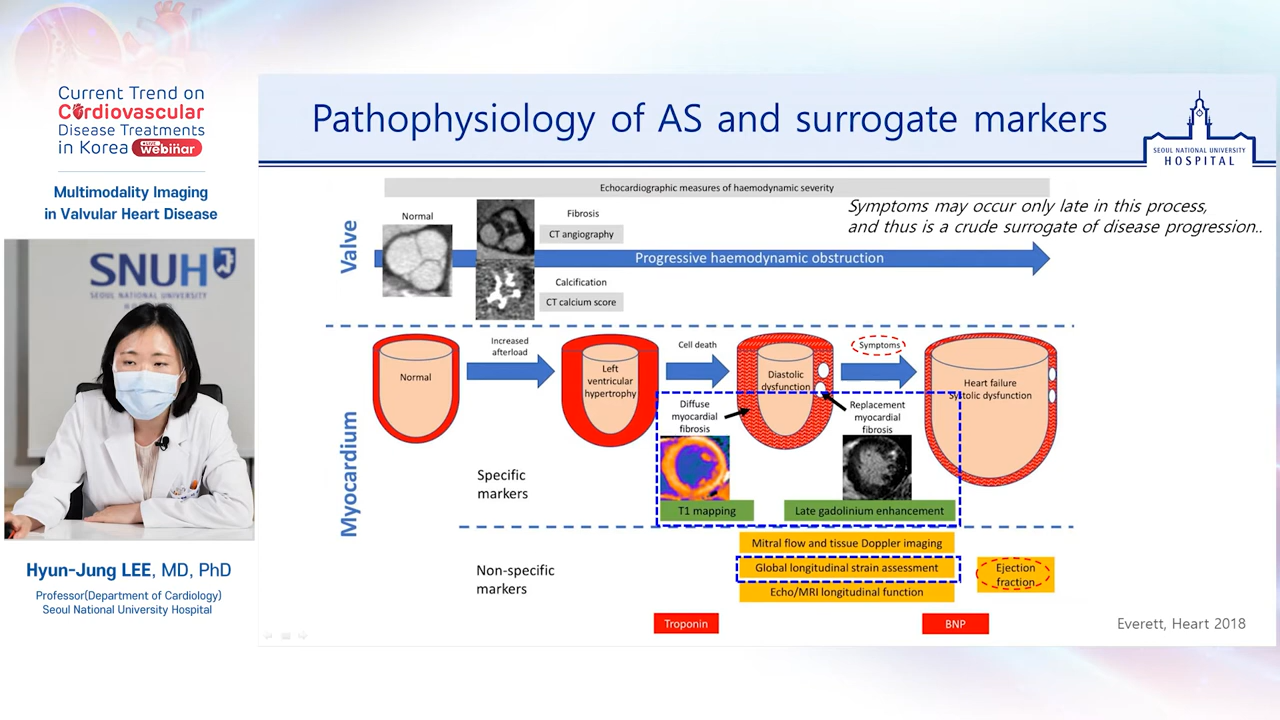 Current Trend on
Cardiovascular
Disease Treatments
in Korea LIVE webinar
Multimodality Imaging
in Valvular Heart Disease
SNUH
SEOUL NATIONAL UNIVERSITY
Hyun-Jung LEE, MD, PhD
Professor(Department of Cardiology)
Seoul National University Hospital
Pathophysiology of AS and surrogate markers
SEOUL NATIONAL UNIVERSITY
HOSPITAL
Echocardiographic measures of haemodynamic severity
Symptoms may occur only late in this process,
and thus is a crude surrogate of disease progression..
Valve
Normal
Fibrosis
CT angiography
Progressive haemodynamic obstruction
Calcification
CT calcium score
Myocardium
Normal
Increased
afterload
Left
ventricular
hypertrophy
Cell death
Diastolic
dysfunction
Symptoms
Heart failure
Systolic dysfunction
Diffuse
myocardial
fibrosis
Replacement
myocardial
fibrosis
Specific
markers
T1 mapping
Late gadolinium enhancement
Non-specific
markers
Mitral flow and tissue Doppler imaging
Global longitudinal strain assessment
Echo/MRI longitudinal function
Ejection
fraction
Troponin
BNP
Everett, Heart 2018